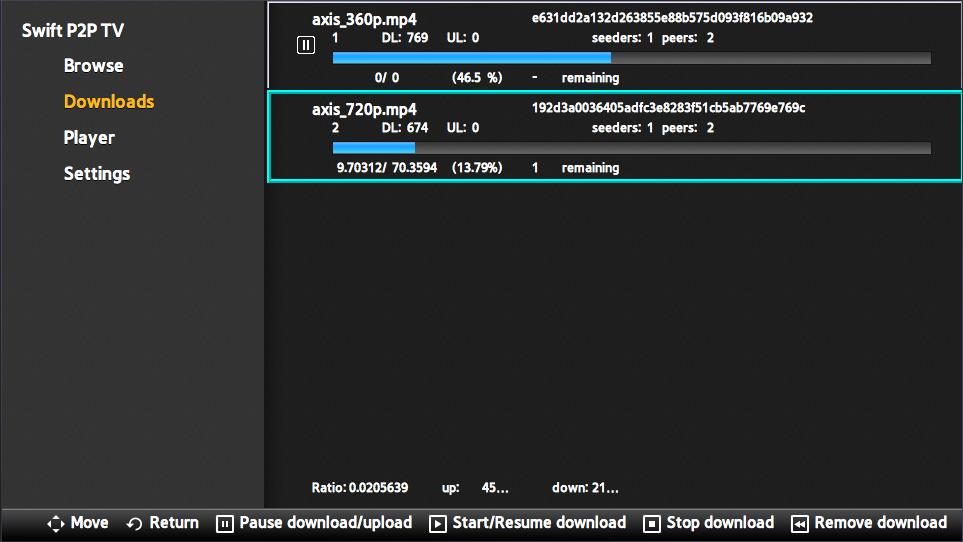 Swift P2P TV
Browse
Downloads
Player
Settings
axis_360p.mp4 e631dd2a132d263855e88b575d093f816b09a932
1 DL: 769 UL: 0 seeders: 1 peers: 2
0/ 0 (46.5 %) - remaining
axis_720p.mp4 192d3a0036405adfc3e8283f51cb5ab7769e769c
2 DL: 674 UL: 0 seeders: 1 peers: 2
9.70312/ 70.3594 (13.79%) 1 remaining
Ratio: 0.0205639 up: 45... down: 21...
Move Return Pause download/upload Start/Resume download Stop download Remove download